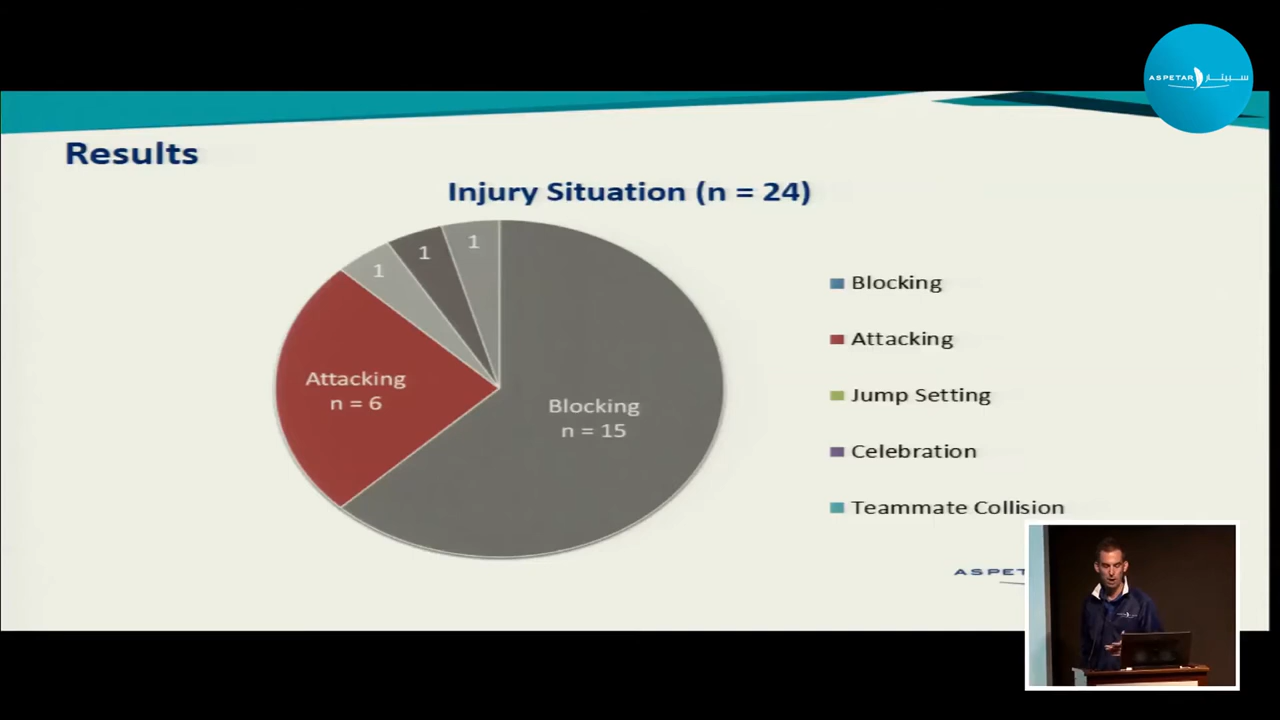 ASPETAR سبيتار
Results
Injury Situation (n = 24)
1
1
1
Attacking
n = 6
Blocking
n = 15
Blocking
Attacking
Jump Setting
Celebration
Teammate Collision